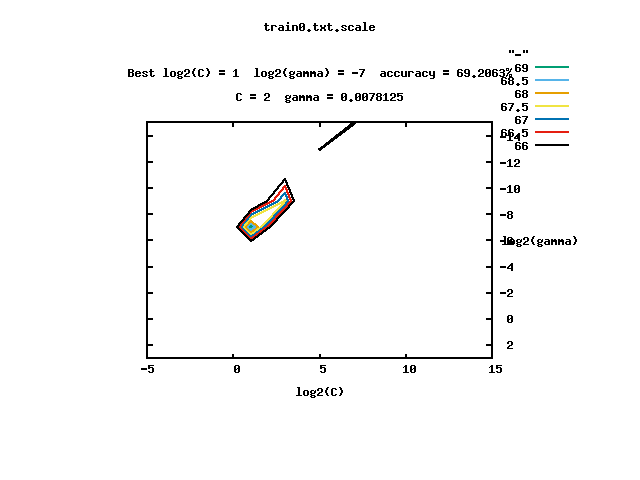 train0.txt.scale
"-"
Best log2(C) = 1 log2(gamma) = -7 accuracy = 69.2063%
69
68.5
68
67.5
67
66.5
66
C = 2 gamma = 0.0078125
-14
-12
-10
-8
-6
log2(gamma)
-4
-2
0
2
-5 0 5 10 15
log2(C)